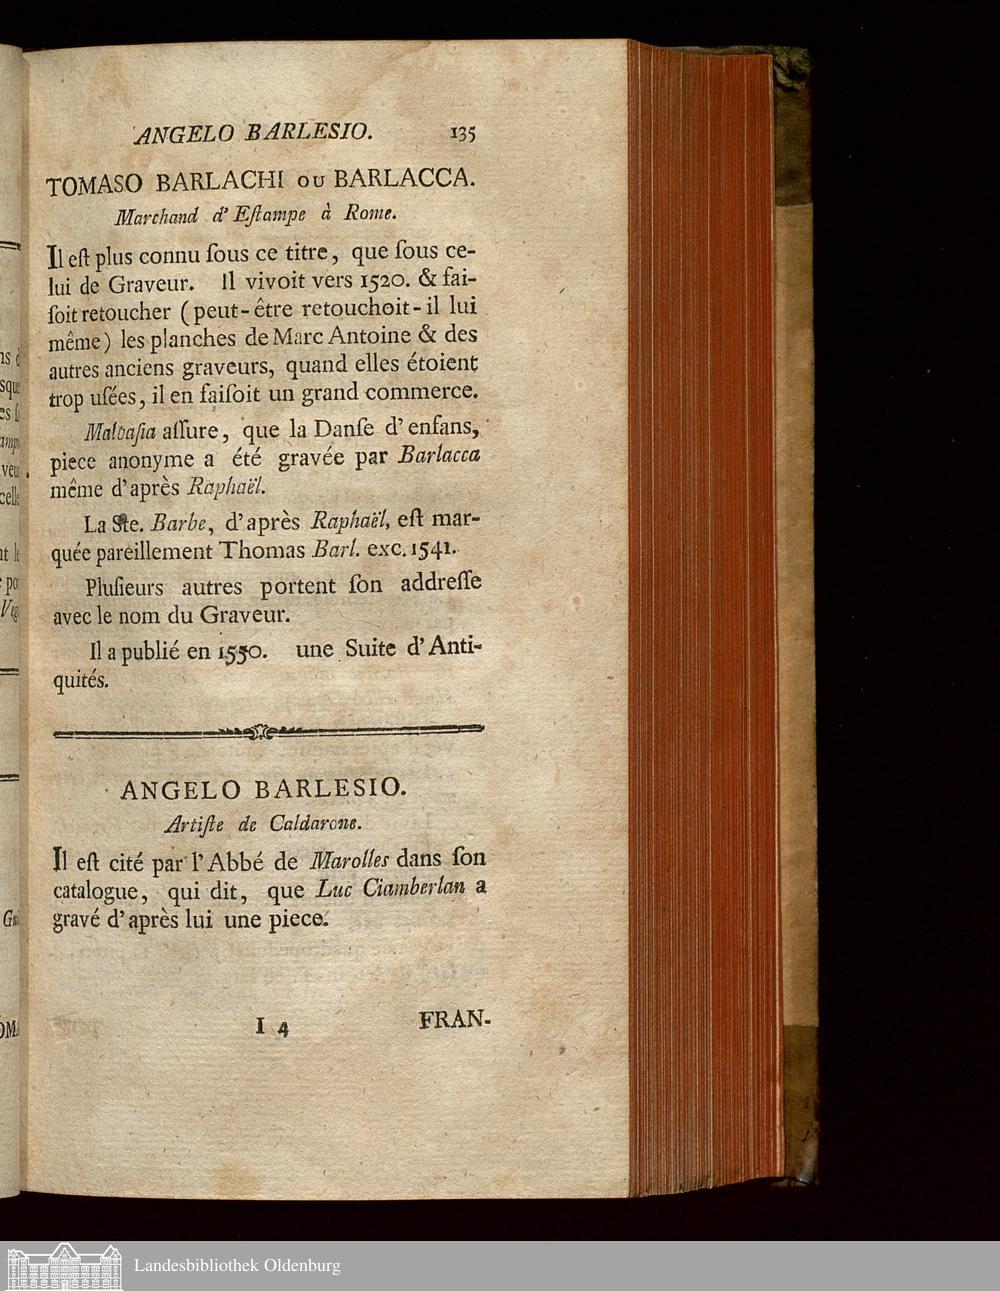 ANGELO BARLESIO. 135
TOMASO BARLACHI ou BARLACCA.
Marchand d'Eſtampe à Rome.
Il eſt plus connu ſous ce titre, que ſous ce-
lui de Graveur. Il vivoit vers 1520. & fai-
ſoit retoucher (peut-être retouchoit-il lui
même) les planches de Marc Antoine & des
autres anciens graveurs, quand elles étoient
trop uſées, il en faiſoit un grand commerce.
Malvaſia aſſure, que la Danſe d'enfans,
piece anonyme a été gravée par Barlacca
même d'après Raphaël.
La Ste. Barbe, d'après Raphaël, eſt mar-
quée pareillement Thomas Barl. exc. 1541.
Pluſieurs autres portent ſon addreſſe
avec le nom du Graveur.
Il a publié en 1550. une Suite d'Anti-
quités.
ANGELO BARLESIO.
Artiſte de Caldarone.
Il eſt cité par l'Abbé de Marolles dans ſon
catalogue, qui dit, que Luc Ciamberlan a
gravé d'après lui une piece.
I 4 FRAN-
Landesbibliothek Oldenburg